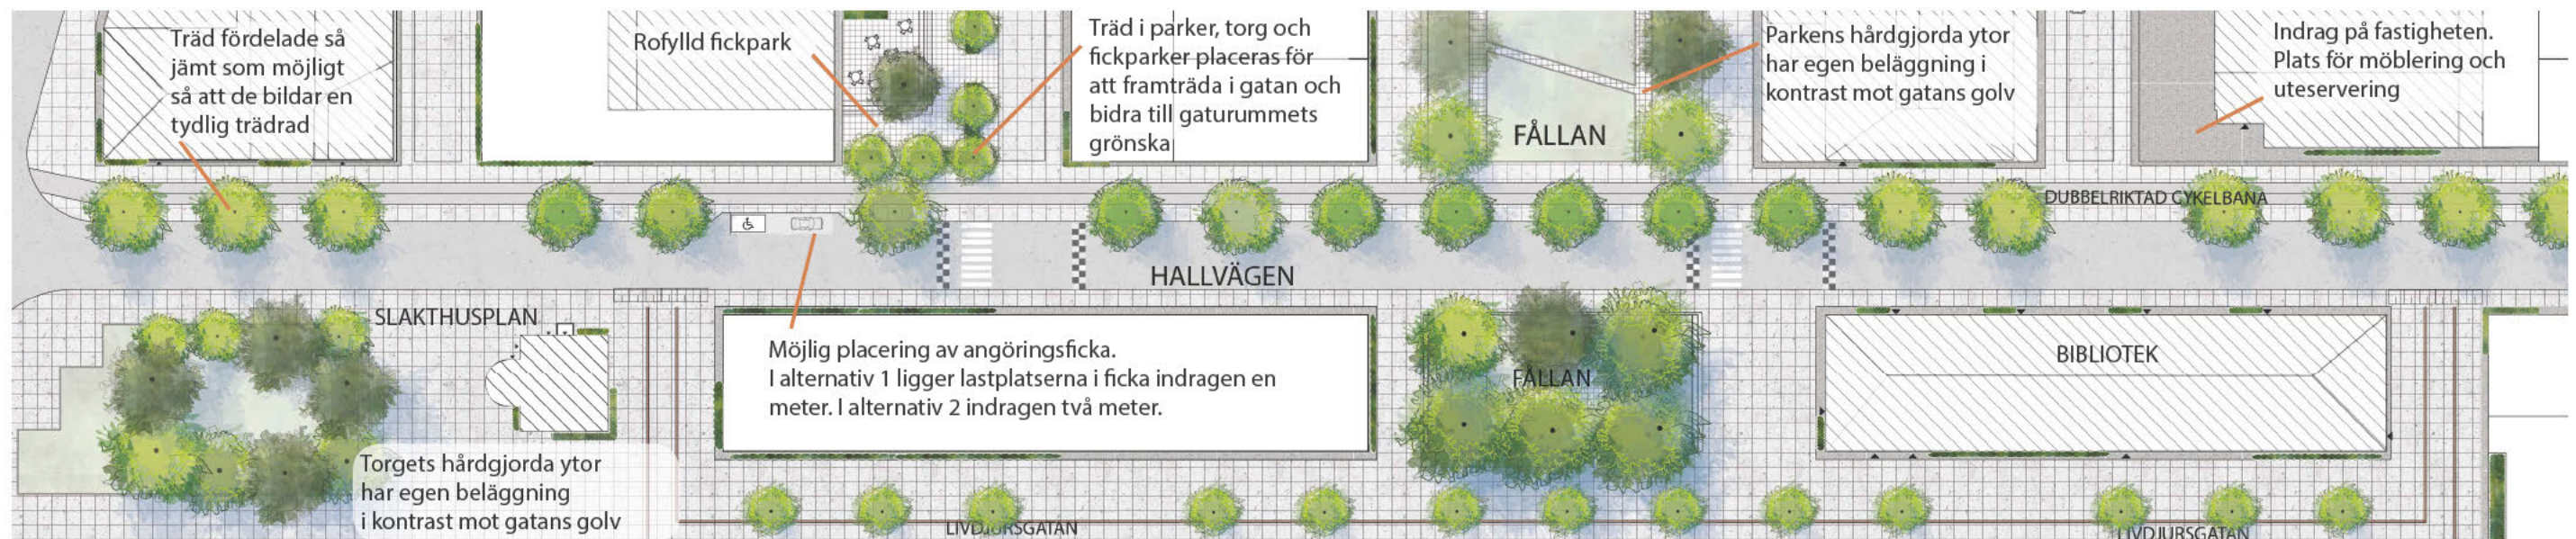 Träd fördelade så
jämt som möjligt
så att de bildar en
tydlig trädrad
Rofylld fickpark
Träd i parker, torg och
fickparker placeras för
att framträda i gatan och
bidra till gaturummets
grönska
FÅLLAN
Parkens hårdgjorda ytor
har egen beläggning i
kontrast mot gatans golv
Indrag på fastigheten.
Plats för möblering och
uteservering
DUBBELRIKTAD CYKELBANA
HALLVÄGEN
SLAKTHUSPLAN
Möjlig placering av angöringsficka.
I alternativ 1 ligger lastplatserna i ficka indragen en
meter. I alternativ 2 indragen två meter.
FÅLLAN
BIBLIOTEK
Torgets hårdgjorda ytor
har egen beläggning
i kontrast mot gatans golv
LIVDJURSGATAN
LIVDJURSGATAN